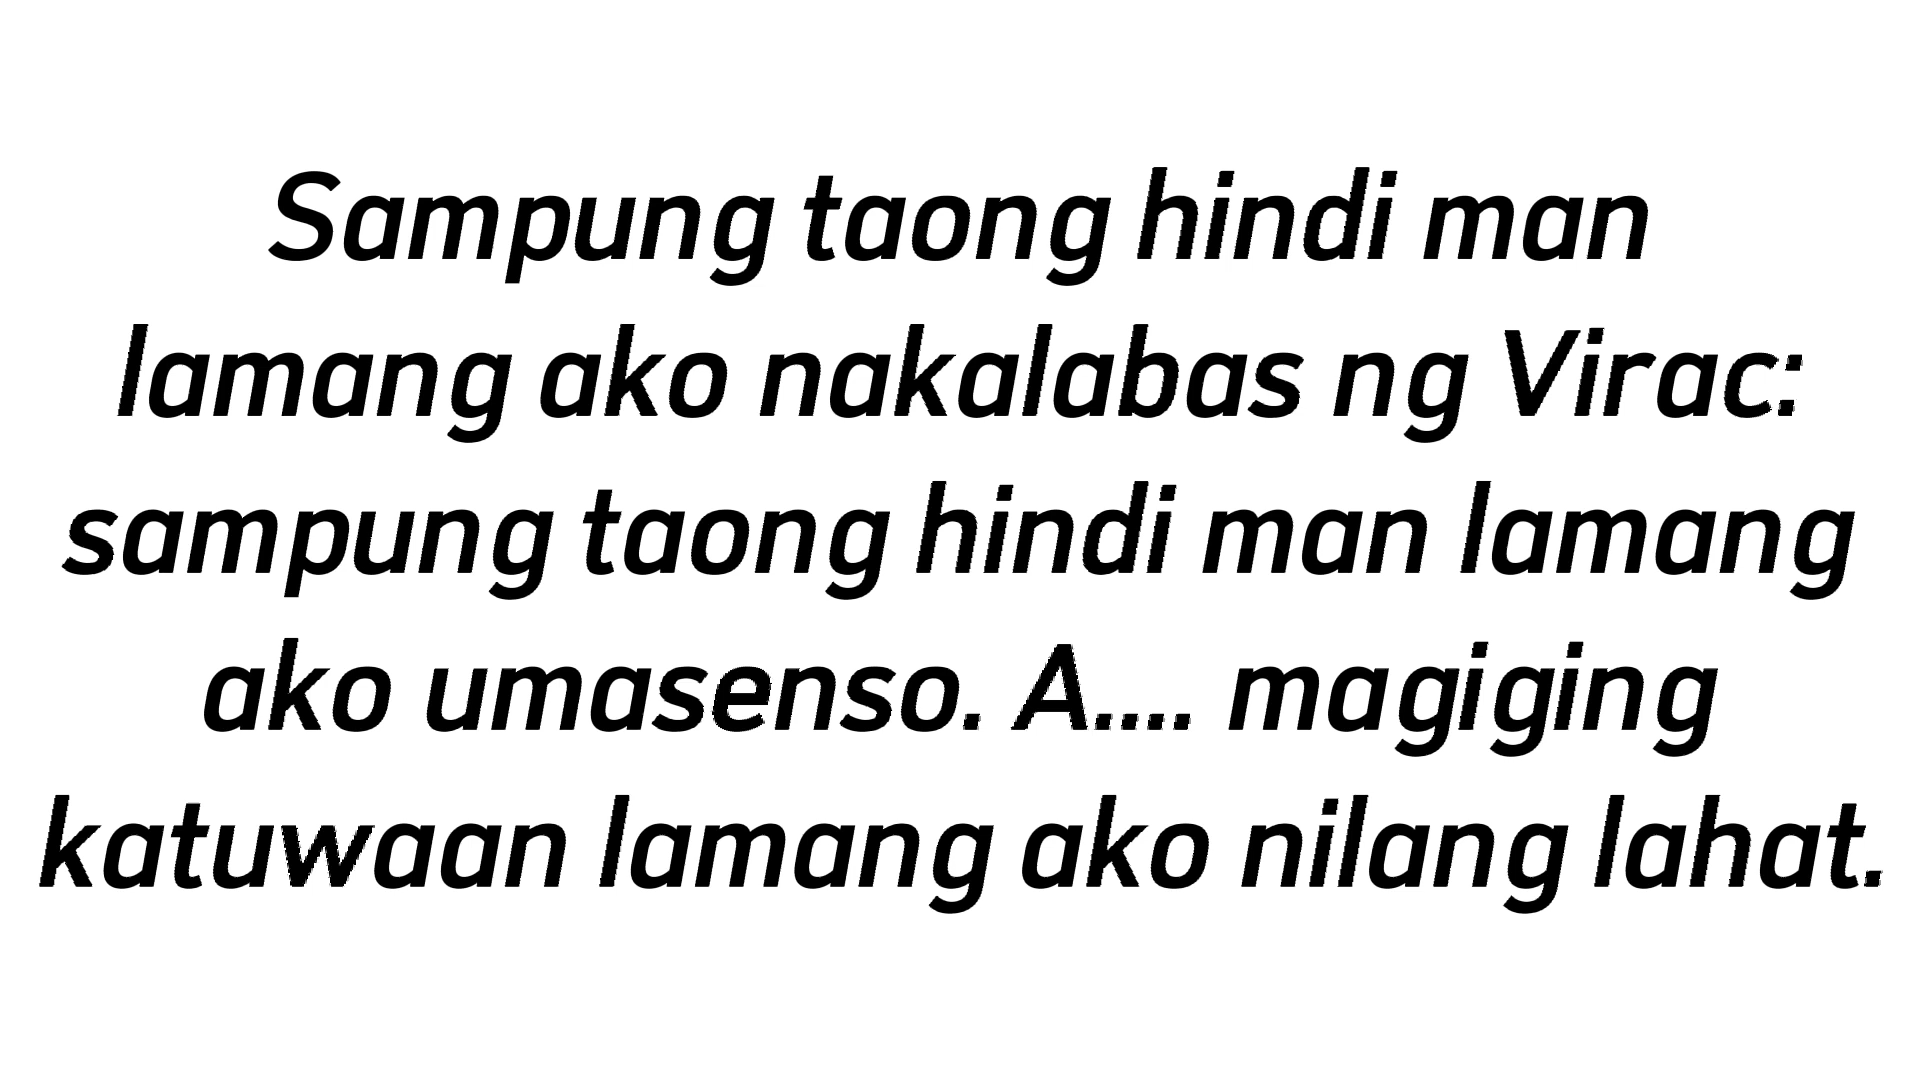 Sampung taong hindi man
lamang ako nakalabas ng Virac:
sampung taong hindi man lamang
ako umasenso. A.... magiging
katuwaan lamang ako nilang lahat.